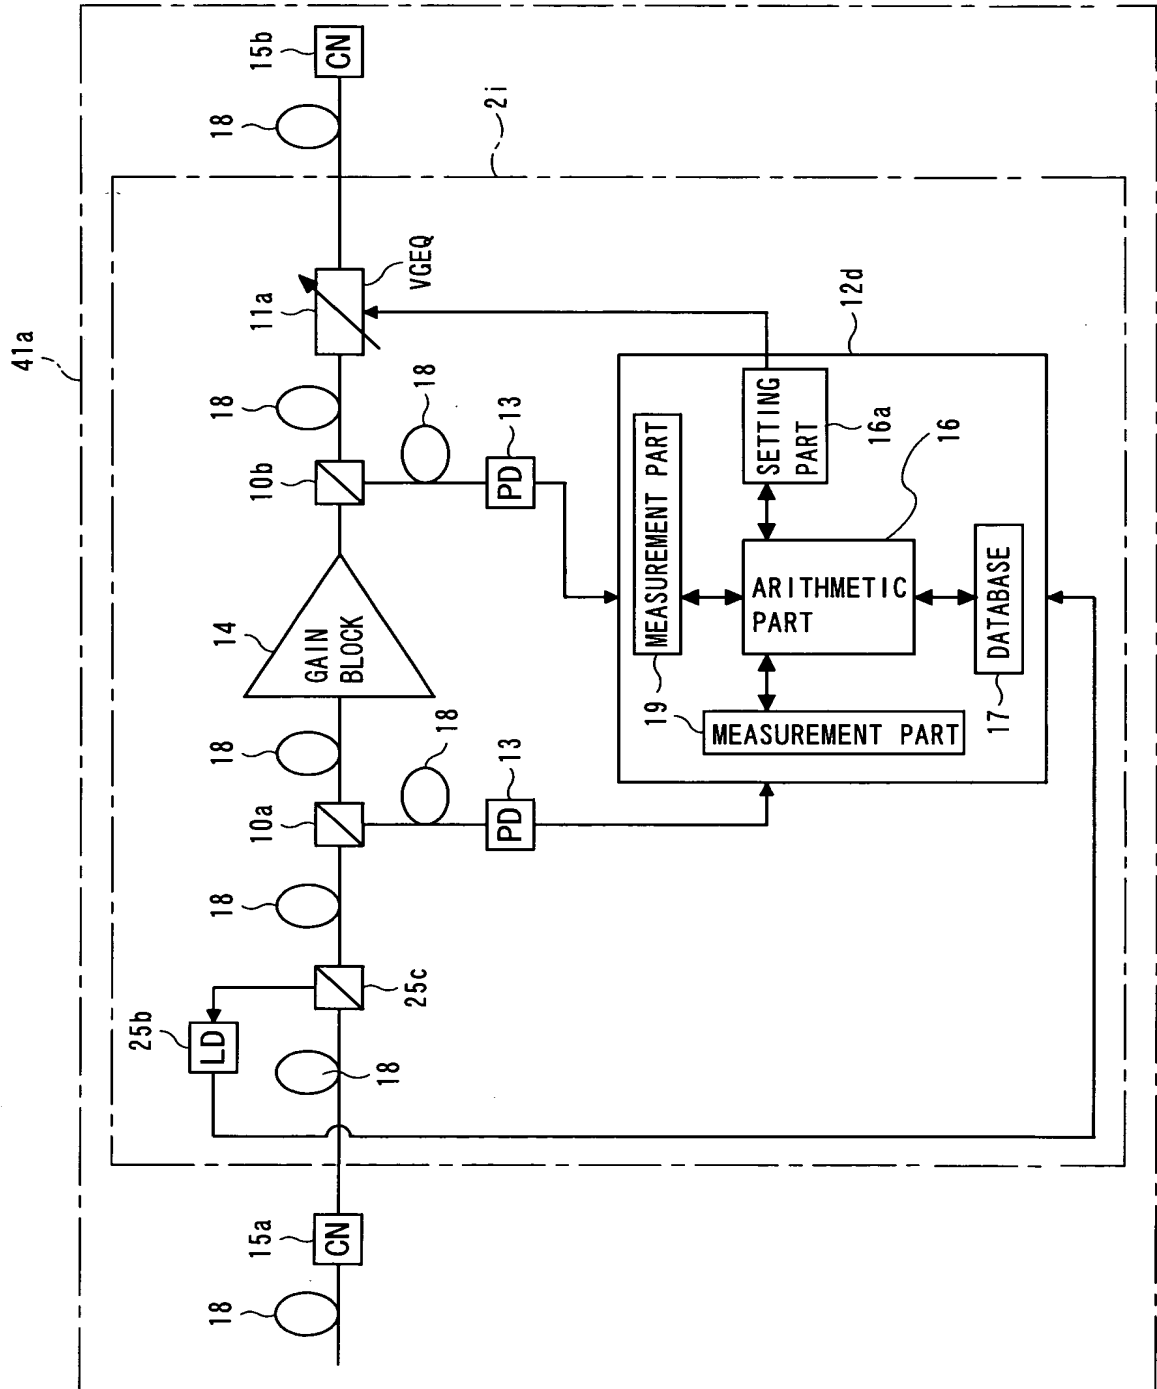 41a
2i
18
15a
CN
18
25b
LD
25c
18
10a
18
18
PD
13
14
GAIN
BLOCK
10b
18
18
PD
13
11a
VGEQ
18
15b
CN
12d
19
MEASUREMENT PART
MEASUREMENT PART
ARITHMETIC
PART
16
SETTING
PART
16a
DATABASE
17